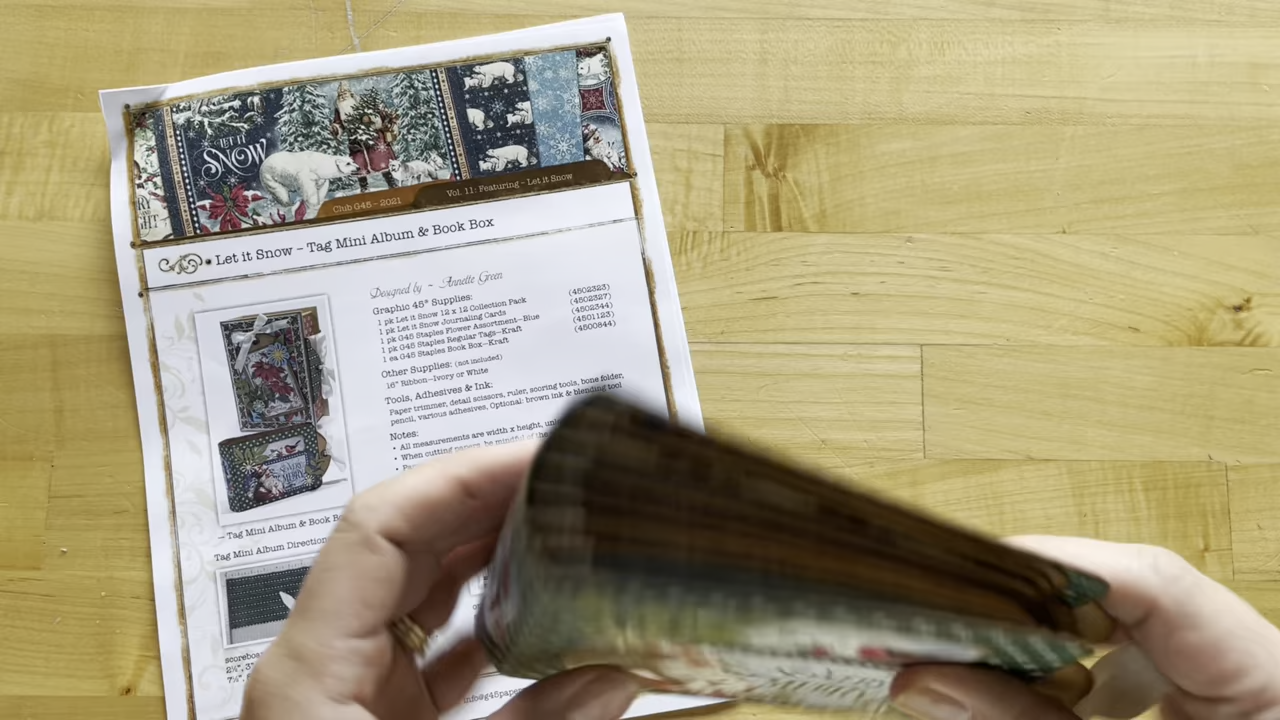 LET IT
SNOW
Club G45 – 2021
Vol. 11: Featuring – Let it Snow
Let it Snow – Tag Mini Album & Book Box
Designed by ~ Annette Green
Graphic 45® Supplies:
1 pk Let it Snow 12 x 12 Collection Pack (4502323)
1 pk Let it Snow Journaling Cards (4502327)
1 pk G45 Staples Flower Assortment—Blue (4502344)
1 pk G45 Staples Regular Tags—Kraft (4501123)
1 ea G45 Staples Book Box—Kraft (4500844)
Other Supplies: (not included)
16" Ribbon—Ivory or White
Tools, Adhesives & Ink:
Paper trimmer, detail scissors, ruler, scoring tools, bone folder,
pencil, various adhesives, Optional: brown ink & blending tool
Notes:
• All measurements are width x height,
• When cutting papers, be mindful of the
— Tag Mini Album & Book
Tag Mini Album